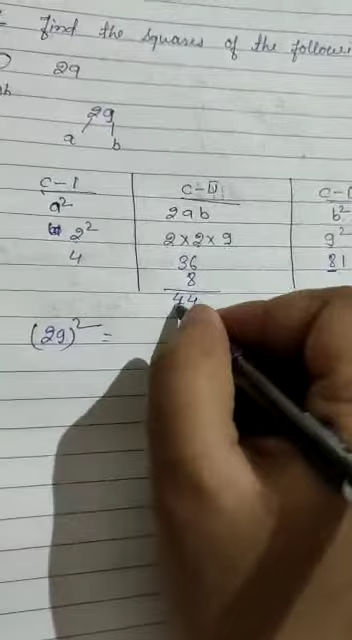 find the squares of the
29
29
a b
C-I C-II
a² 2ab b²
2² 2×2×9 9²
4 36 81
8
44
(29)² =